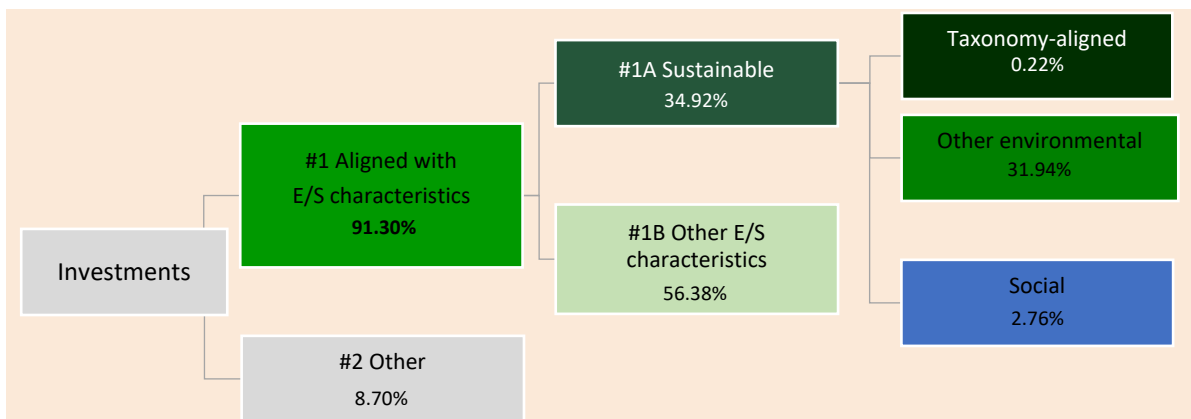 Investments
#1 Aligned with
E/S characteristics
91.30%
#2 Other
8.70%
#1A Sustainable
34.92%
#1B Other E/S
characteristics
56.38%
Taxonomy-aligned
0.22%
Other environmental
31.94%
Social
2.76%